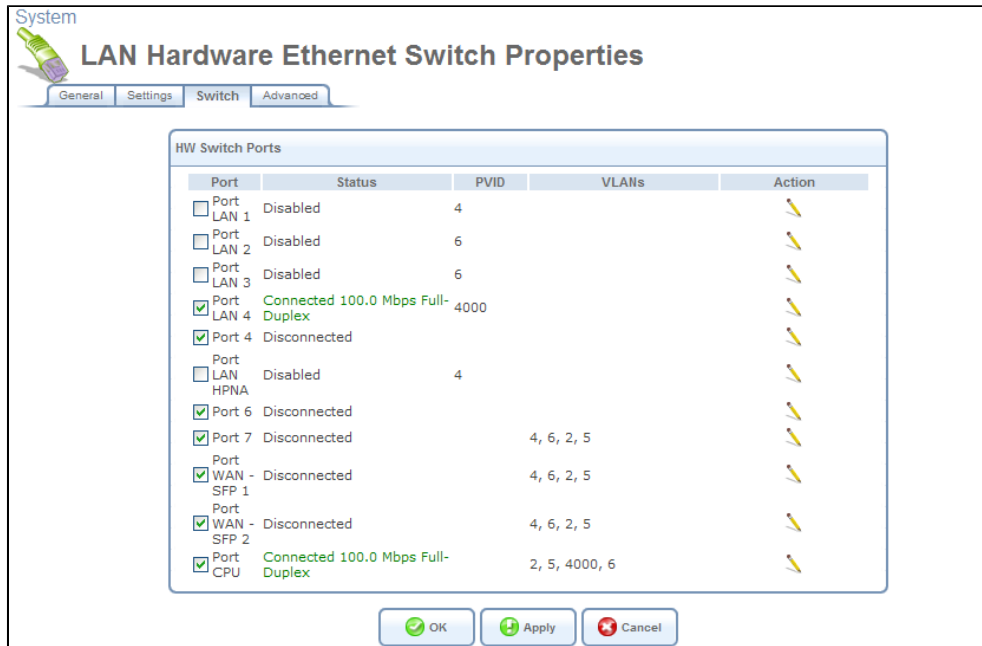 System
LAN Hardware Ethernet Switch Properties
General Settings Switch Advanced
HW Switch Ports
Port Status PVID VLANs Action
Port LAN 1 Disabled 4
Port LAN 2 Disabled 6
Port LAN 3 Disabled 6
Port LAN 4 Connected 100.0 Mbps Full-Duplex 4000
Port 4 Disconnected
Port LAN HPNA Disabled 4
Port 6 Disconnected
Port 7 Disconnected 4, 6, 2, 5
Port WAN - SFP 1 Disconnected 4, 6, 2, 5
Port WAN - SFP 2 Disconnected 4, 6, 2, 5
Port CPU Connected 100.0 Mbps Full-Duplex 2, 5, 4000, 6
OK Apply Cancel